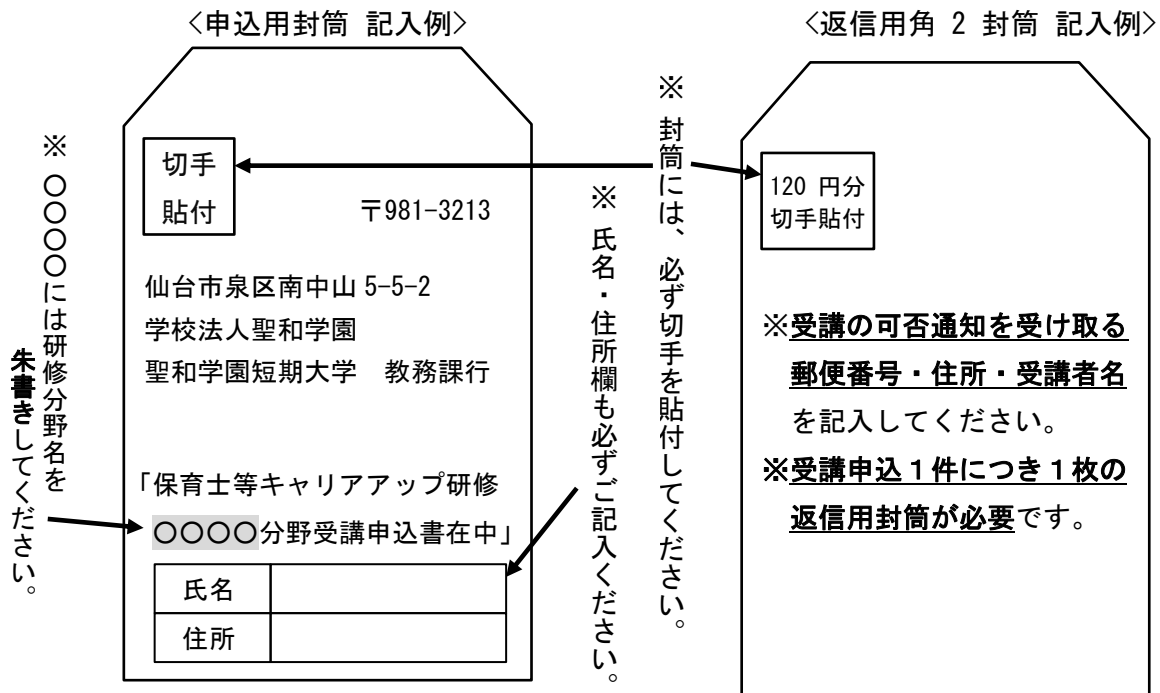 〈申込用封筒 記入例〉
切手
貼付
〒981-3213
仙台市泉区南中山 5-5-2
学校法人聖和学園
聖和学園短期大学 教務課行
「保育士等キャリアアップ研修
〇〇〇〇分野受講申込書在中」
氏名
住所
※ 〇〇〇〇には研修分野名を
朱書きしてください。
※ 氏名・住所欄も必ずご記入ください。
※ 封筒には、必ず切手を貼付してください。
〈返信用角 2 封筒 記入例〉
120 円分
切手貼付
※受講の可否通知を受け取る
郵便番号・住所・受講者名
を記入してください。
※受講申込１件につき１枚の
返信用封筒が必要です。